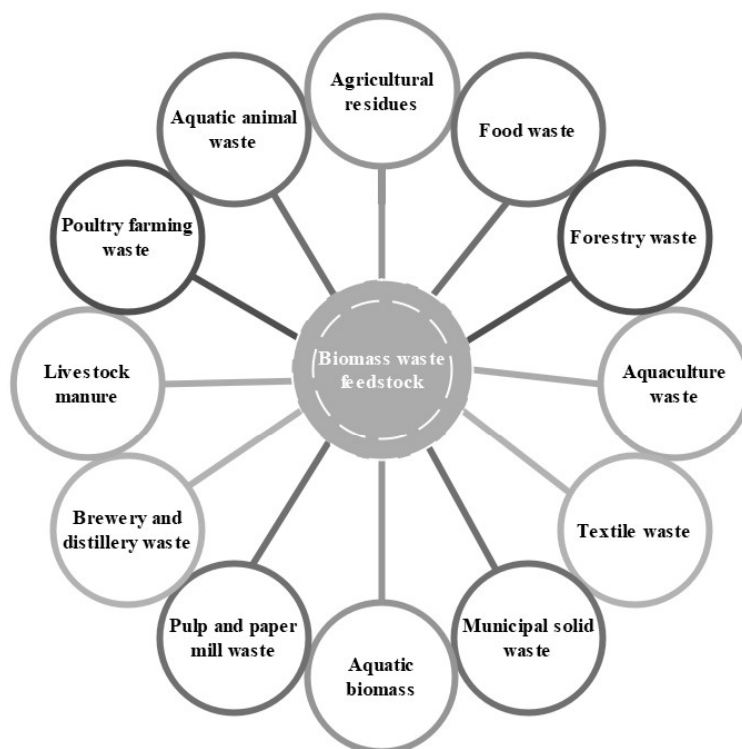 Agricultural
residues
Food waste
Forestry waste
Aquaculture
waste
Textile waste
Municipal solid
waste
Aquatic
biomass
Pulp and paper
mill waste
Brewery and
distillery waste
Livestock
manure
Poultry farming
waste
Aquatic animal
waste
Biomass waste
feedstock